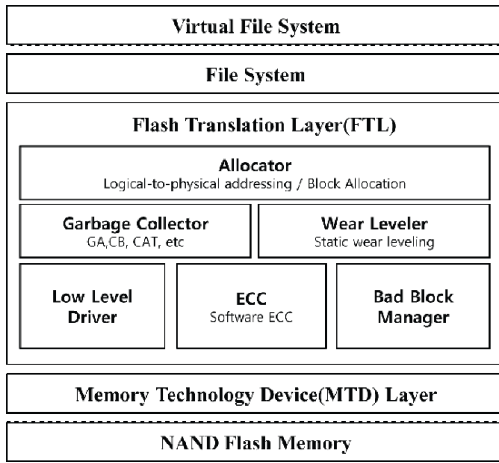 Virtual File System
File System
Flash Translation Layer(FTL)
Allocator
Logical-to-physical addressing / Block Allocation
Garbage Collector
GA,CB, CAT, etc
Wear Leveler
Static wear leveling
Low Level
Driver
ECC
Software ECC
Bad Block
Manager
Memory Technology Device(MTD) Layer
NAND Flash Memory